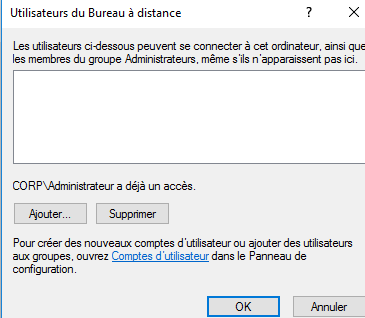 Utilisateurs du Bureau à distance
?
Les utilisateurs ci-dessous peuvent se connecter à cet ordinateur, ainsi que
les membres du groupe Administrateurs, même s'ils n'apparaissent pas ici.
CORP\Administrateur a déjà un accès.
Ajouter... Supprimer
Pour créer des nouveaux comptes d'utilisateur ou ajouter des utilisateurs
aux groupes, ouvrez Comptes d'utilisateur dans le Panneau de
configuration.
OK Annuler